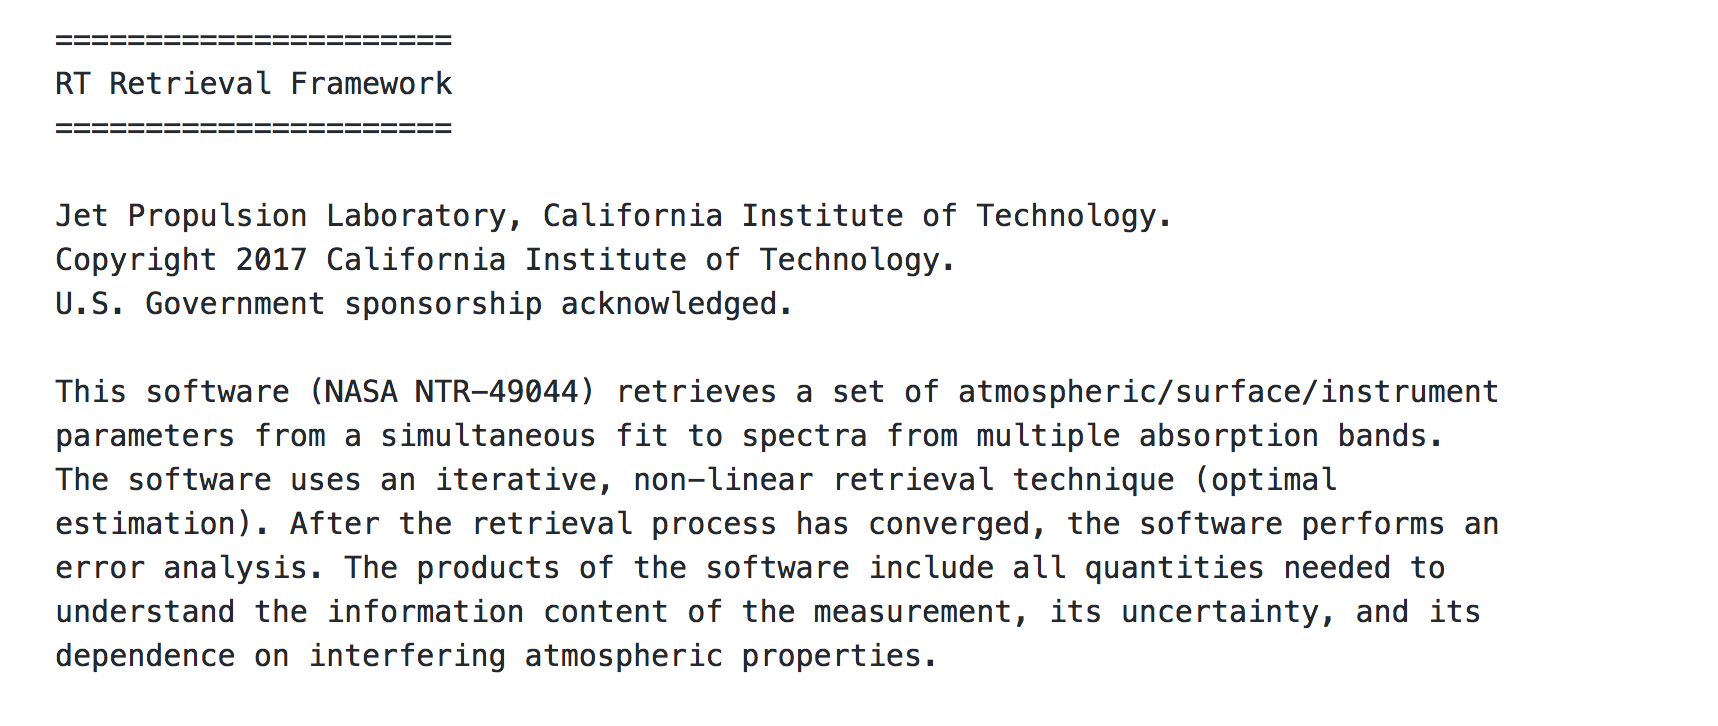 ======================
RT Retrieval Framework
======================
Jet Propulsion Laboratory, California Institute of Technology.
Copyright 2017 California Institute of Technology.
U.S. Government sponsorship acknowledged.
This software (NASA NTR-49044) retrieves a set of atmospheric/surface/instrument
parameters from a simultaneous fit to spectra from multiple absorption bands.
The software uses an iterative, non-linear retrieval technique (optimal
estimation). After the retrieval process has converged, the software performs an
error analysis. The products of the software include all quantities needed to
understand the information content of the measurement, its uncertainty, and its
dependence on interfering atmospheric properties.